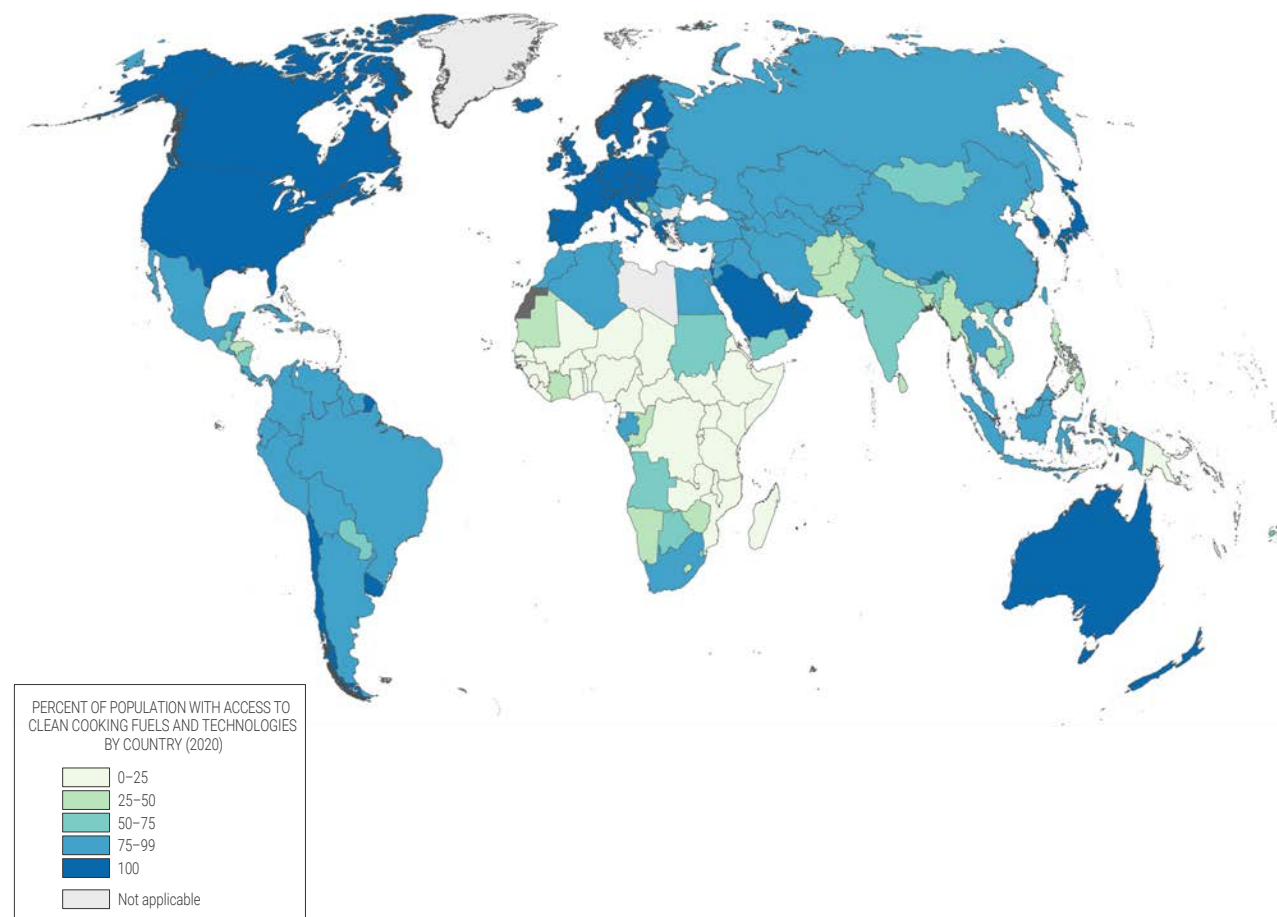 PERCENT OF POPULATION WITH ACCESS TO
CLEAN COOKING FUELS AND TECHNOLOGIES
BY COUNTRY (2020)
0–25
25–50
50–75
75–99
100
Not applicable